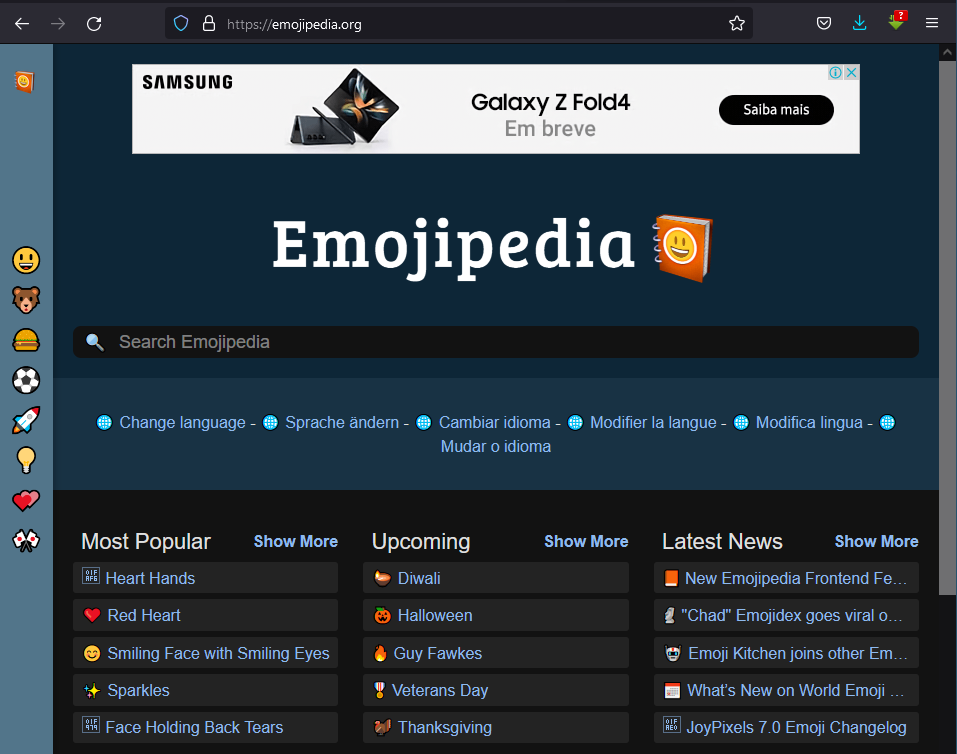 https://emojipedia.org
SAMSUNG
Galaxy Z Fold4
Em breve
Saiba mais
Emojipedia
Search Emojipedia
Change language - Sprache ändern - Cambiar idioma - Modifier la langue - Modifica lingua -
Mudar o idioma
Most Popular Show More
Heart Hands
Red Heart
Smiling Face with Smiling Eyes
Sparkles
Face Holding Back Tears
Upcoming Show More
Diwali
Halloween
Guy Fawkes
Veterans Day
Thanksgiving
Latest News Show More
New Emojipedia Frontend Fe…
"Chad" Emojidex goes viral o…
Emoji Kitchen joins other Em…
What's New on World Emoji …
JoyPixels 7.0 Emoji Changelog